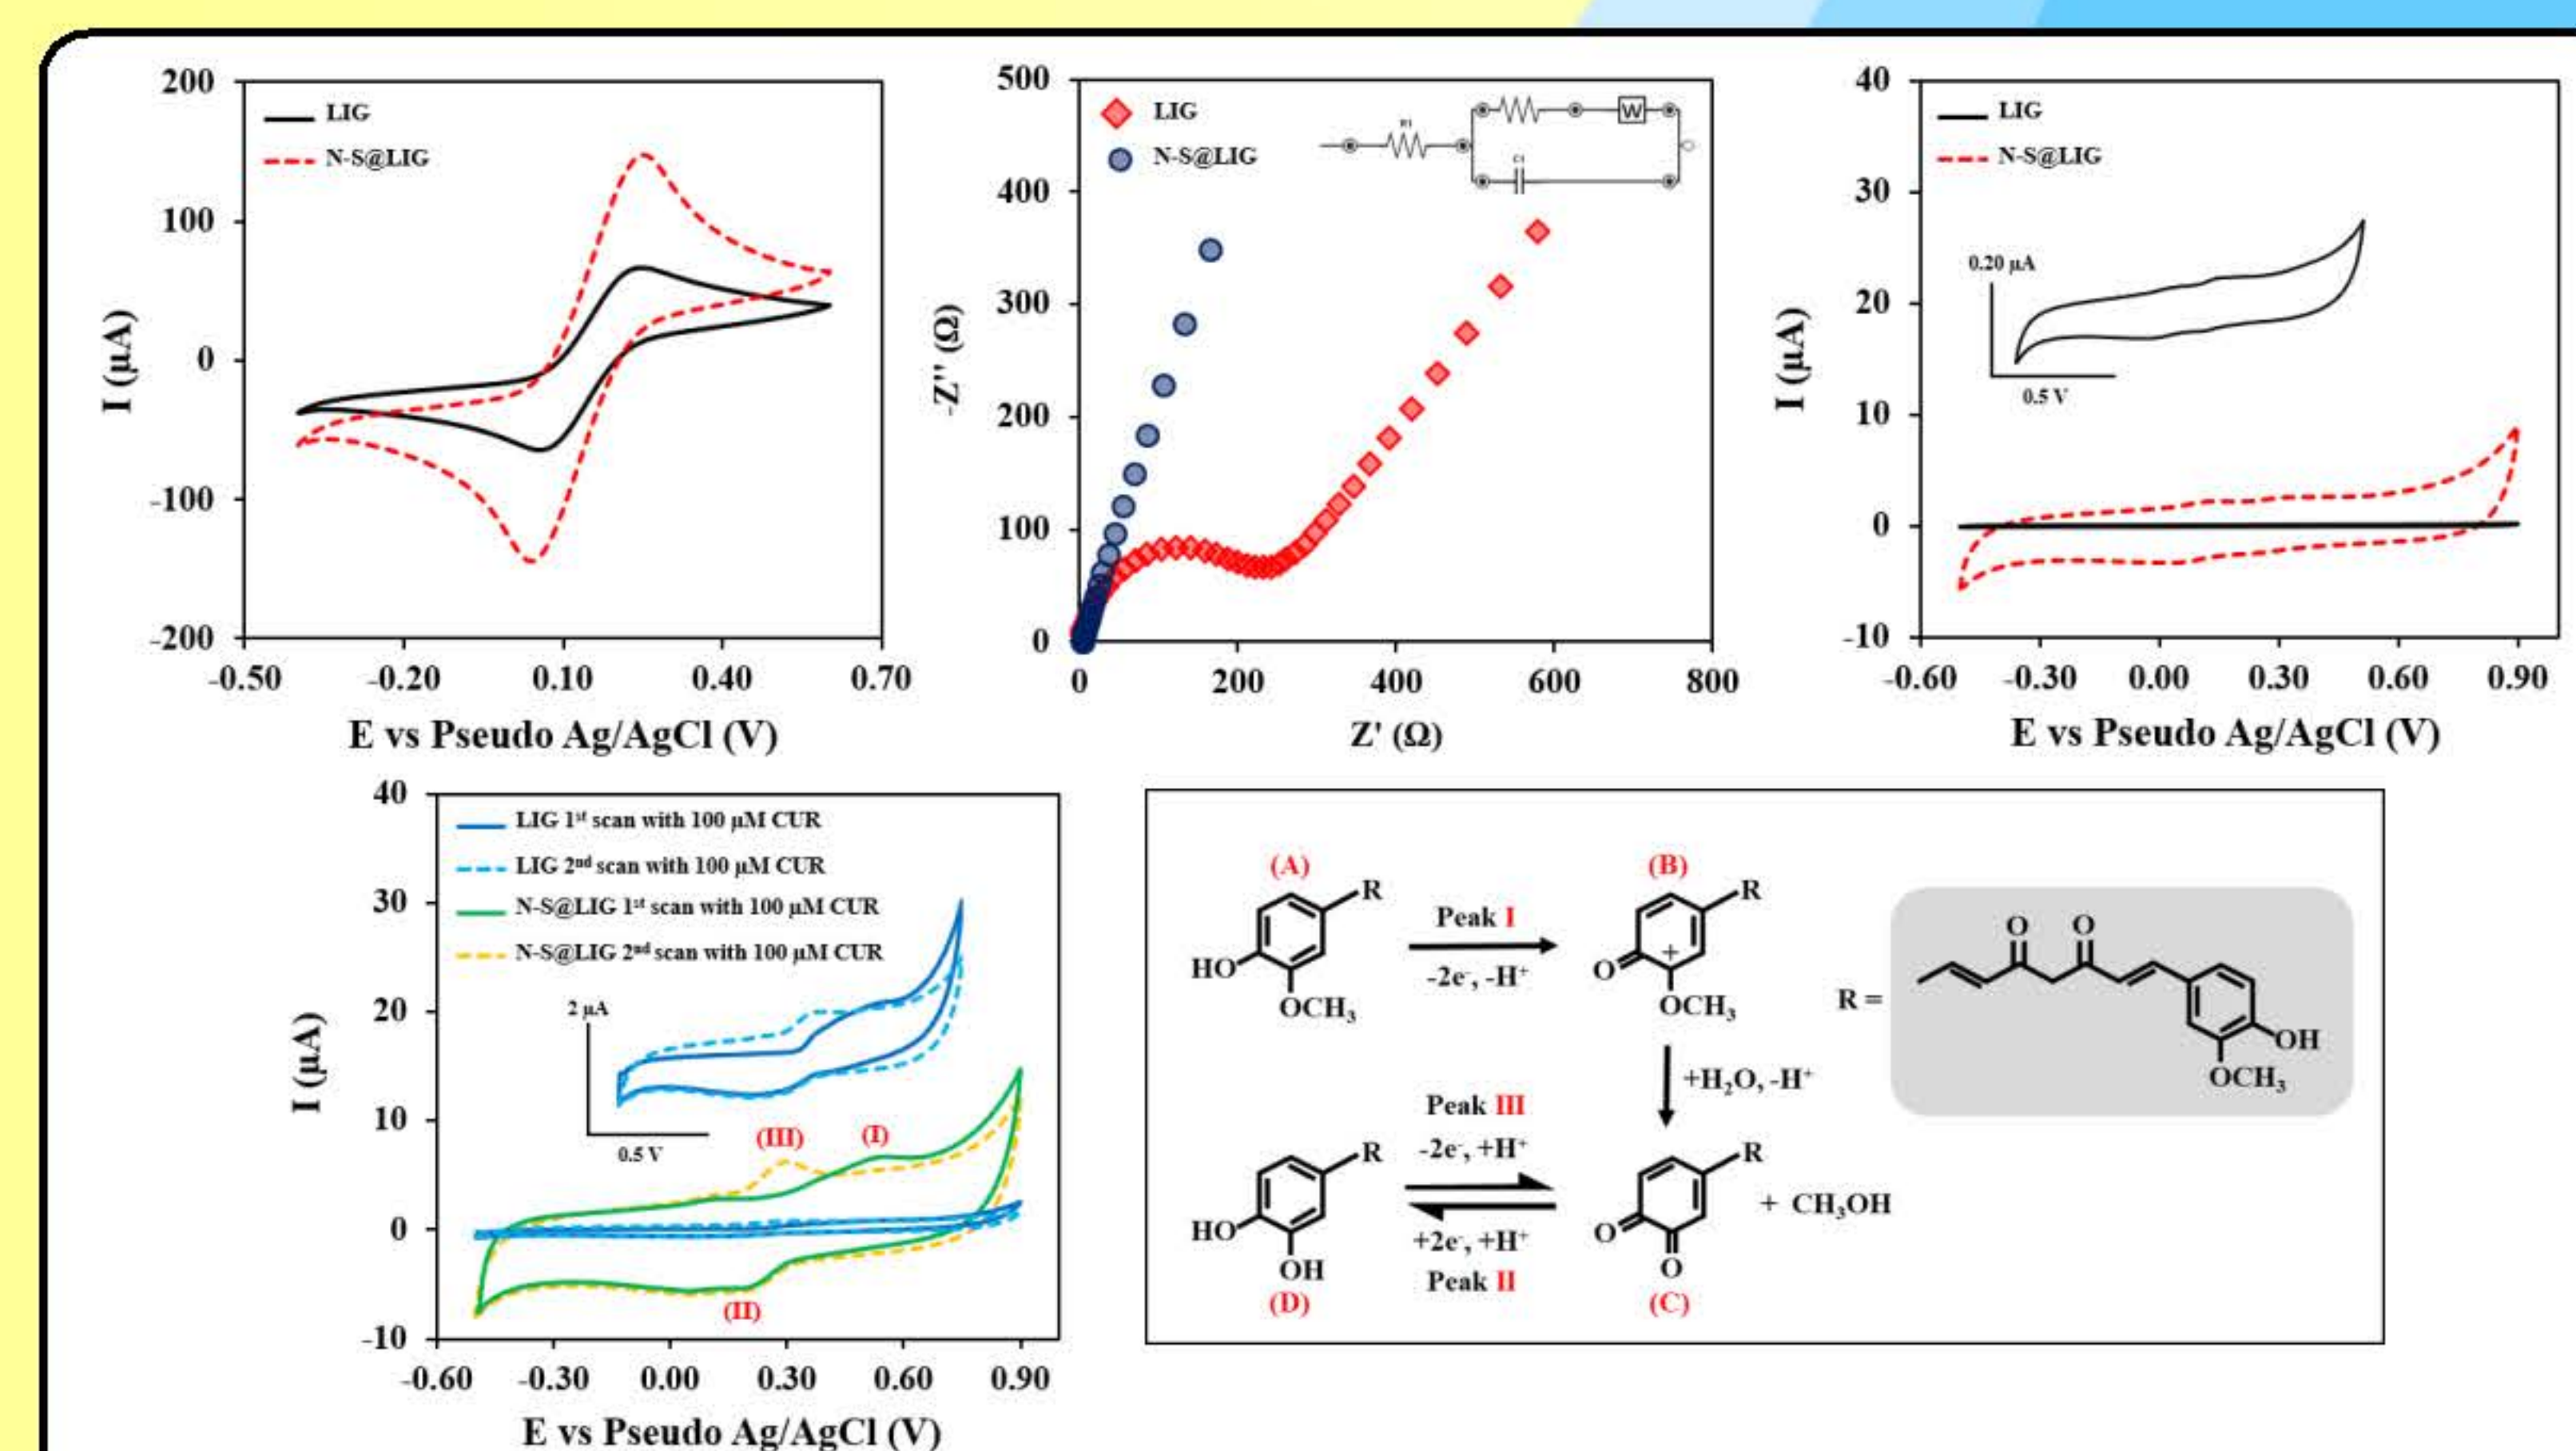 200
100
0
-100
-200
I (µA)
LIG
N-S@LIG
-0.50 -0.20 0.10 0.40 0.70
E vs Pseudo Ag/AgCl (V)
500
400
300
200
100
0
-Z'' (Ω)
LIG
N-S@LIG
R1
W
C1
0 200 400 600 800
Z' (Ω)
40
30
20
10
0
-10
I (µA)
LIG
N-S@LIG
0.20 µA
0.5 V
-0.60 -0.30 0.00 0.30 0.60 0.90
E vs Pseudo Ag/AgCl (V)
40
30
20
10
0
-10
I (µA)
LIG 1st scan with 100 µM CUR
LIG 2nd scan with 100 µM CUR
N-S@LIG 1st scan with 100 µM CUR
N-S@LIG 2nd scan with 100 µM CUR
2 µA
0.5 V
(III) (I)
(II)
-0.60 -0.30 0.00 0.30 0.60 0.90
E vs Pseudo Ag/AgCl (V)
(A)
R
HO
OCH₃
Peak I
-2e⁻, -H⁺
(B)
R
O
+
OCH₃
+H₂O, -H⁺
R =
O O
OH
OCH₃
Peak III
-2e⁻, +H⁺
+2e⁻, +H⁺
Peak II
R
HO
OH
(D)
R
O
O
(C)
+ CH₃OH